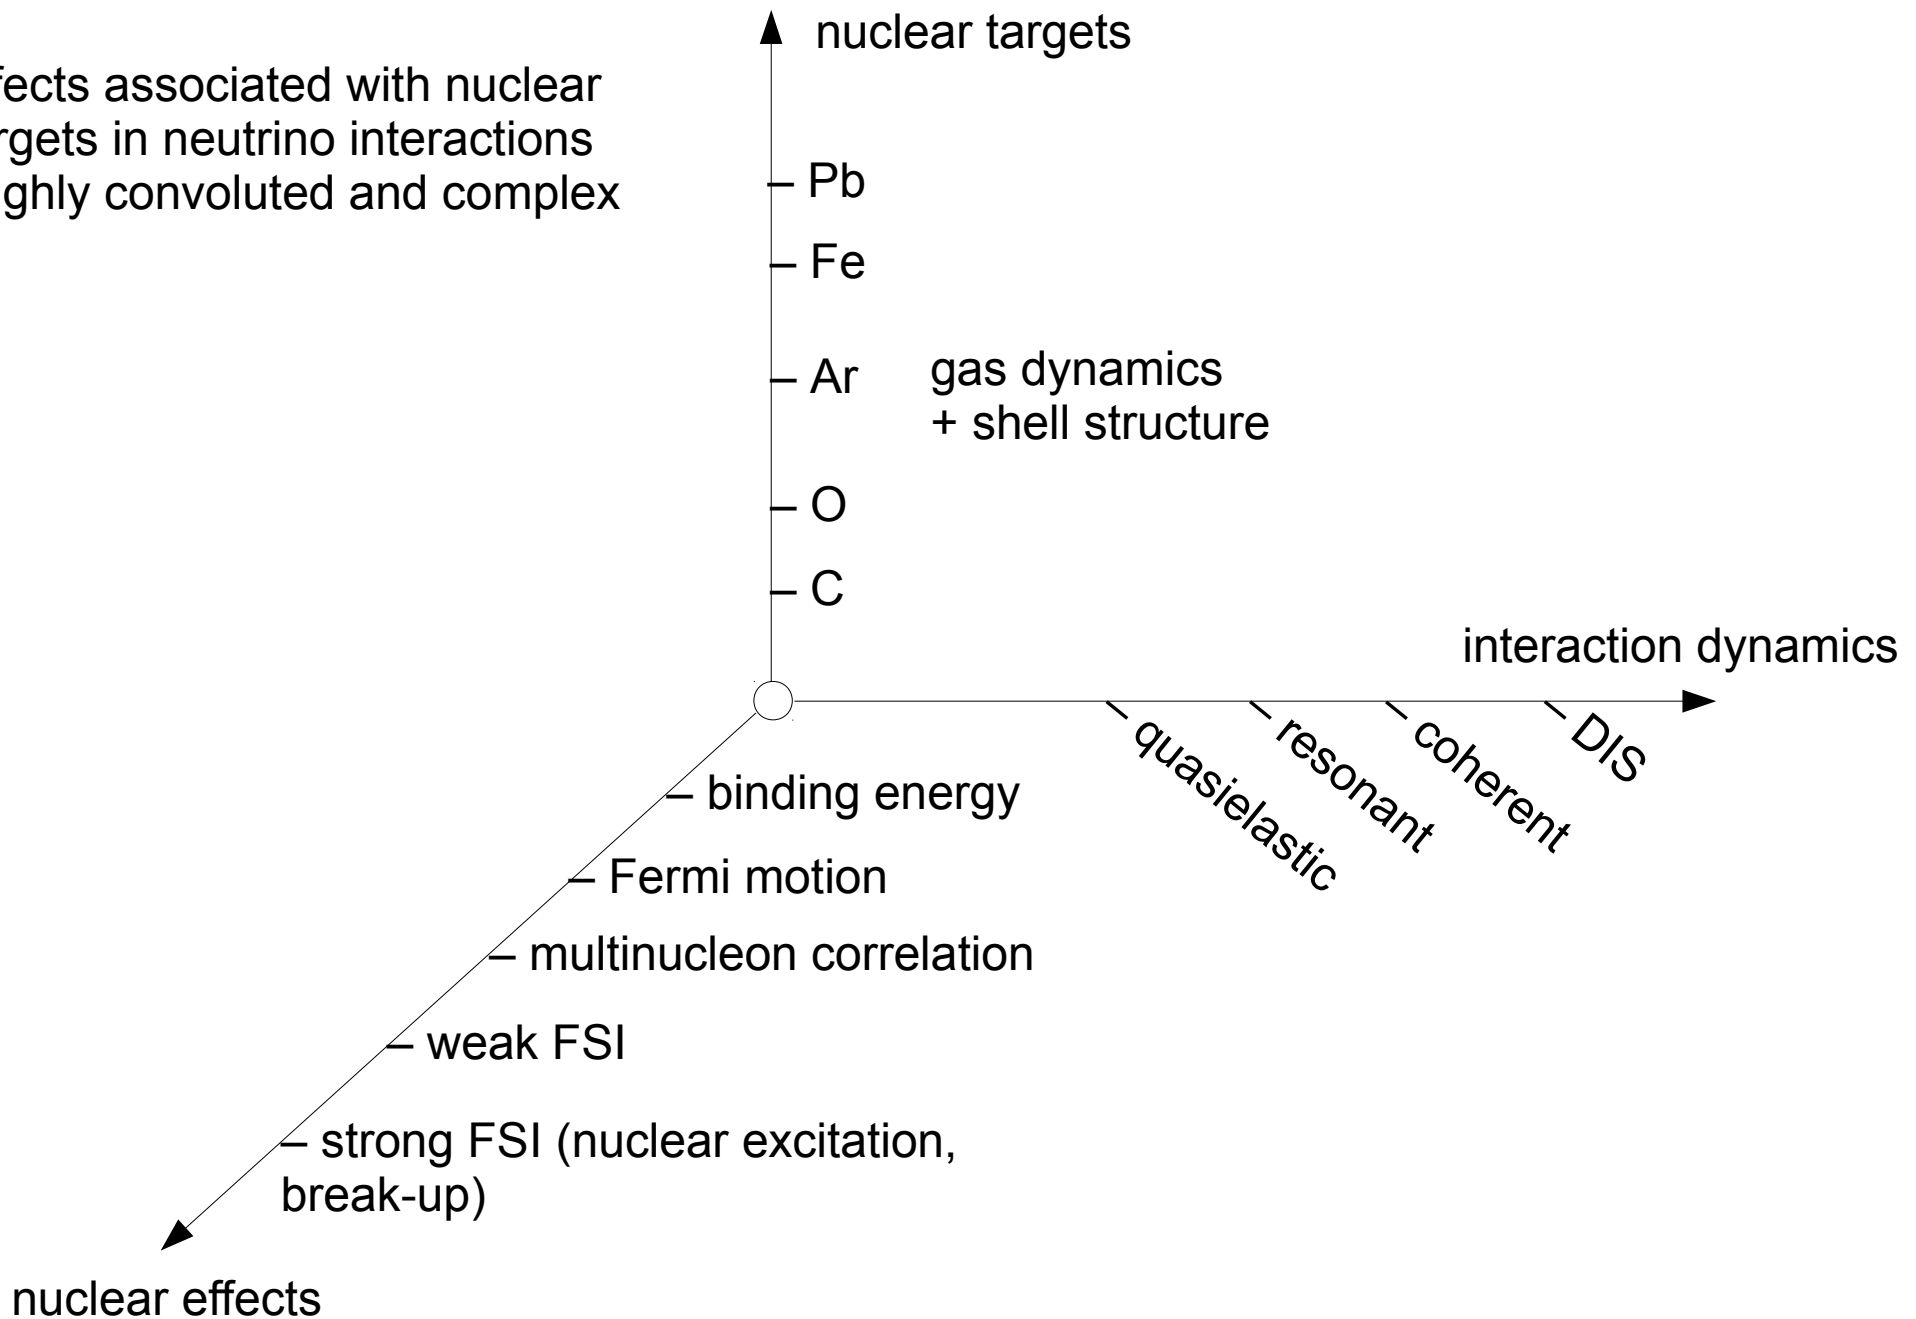 nuclear targets
fects associated with nuclear
rgets in neutrino interactions
ghly convoluted and complex
– Pb
– Fe
– Ar
gas dynamics
+ shell structure
– O
– C
interaction dynamics
– quasielastic
– resonant
– coherent
– DIS
– binding energy
– Fermi motion
– multinucleon correlation
– weak FSI
– strong FSI (nuclear excitation,
break-up)
nuclear effects